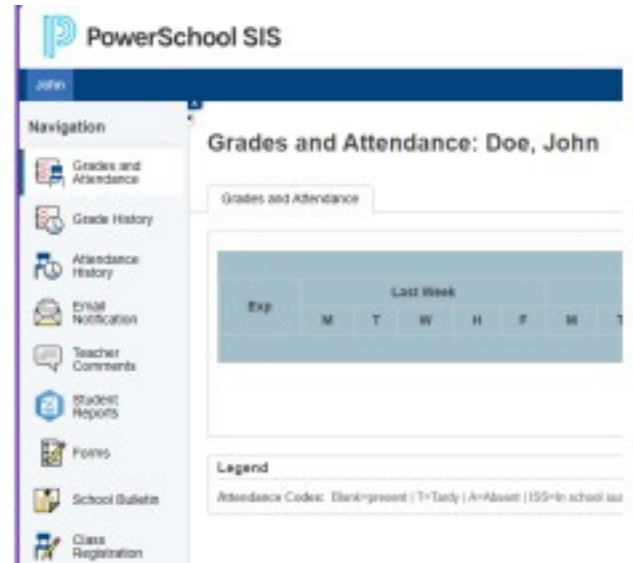 PowerSchool SIS
John
Navigation
Grades and
Attendance
Grade History
Attendance
History
Email
Notification
Teacher
Comments
Student
Reports
Forms
School Bulletin
Class
Registration
Grades and Attendance: Doe, John
Grades and Attendance
Last Week
Exp
M T W H F M T
Legend
Attendance Codes: Blank=present | T=Tardy | A=Absent | ISS=In school